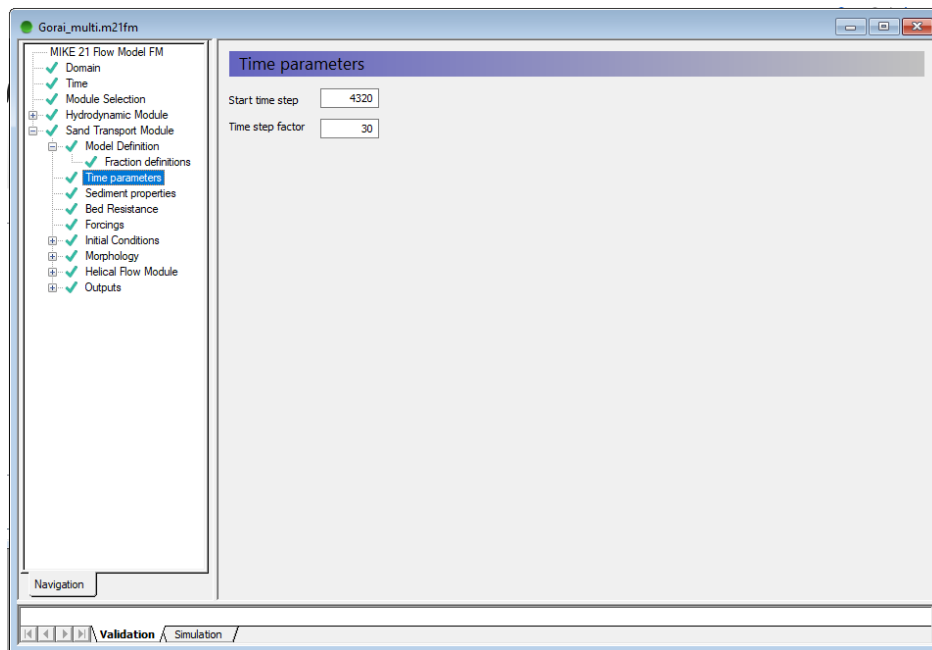 Gorai_multi.m21fm
MIKE 21 Flow Model FM
Domain
Time
Module Selection
Hydrodynamic Module
Sand Transport Module
Model Definition
Fraction definitions
Time parameters
Sediment properties
Bed Resistance
Forcings
Initial Conditions
Morphology
Helical Flow Module
Outputs
Navigation
Time parameters
Start time step 4320
Time step factor 30
Validation Simulation